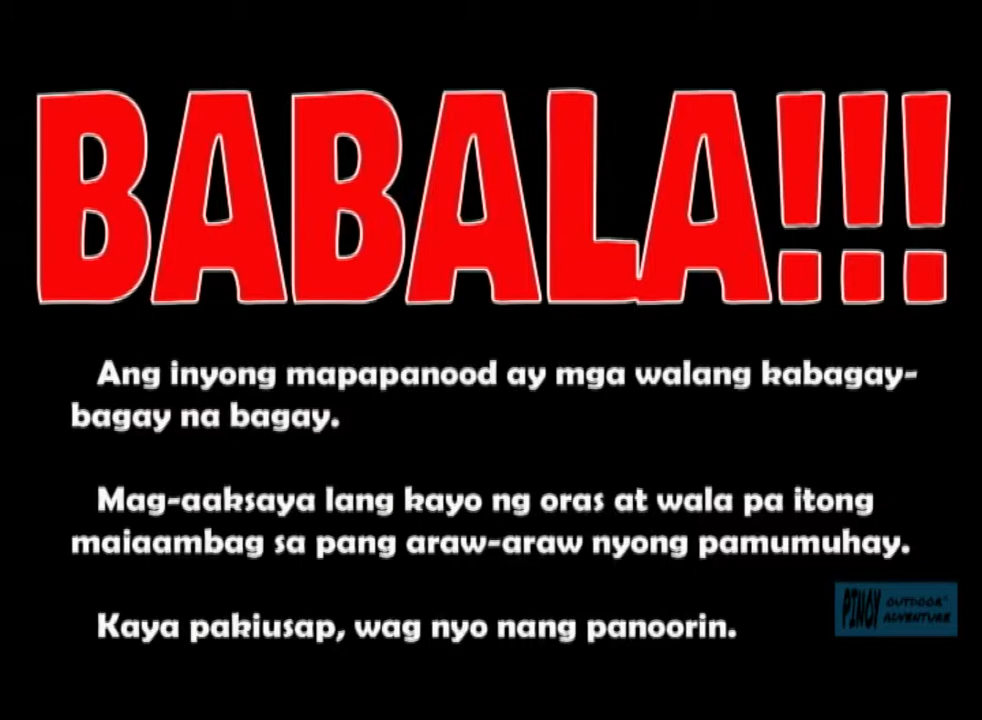 BABALA!!!
Ang inyong mapapanood ay mga walang kabagay-
bagay na bagay.
Mag-aaksaya lang kayo ng oras at wala pa itong
maiaambag sa pang araw-araw nyong pamumuhay.
Kaya pakiusap, wag nyo nang panoorin.
PINOY OUTDOOR
ADVENTURE